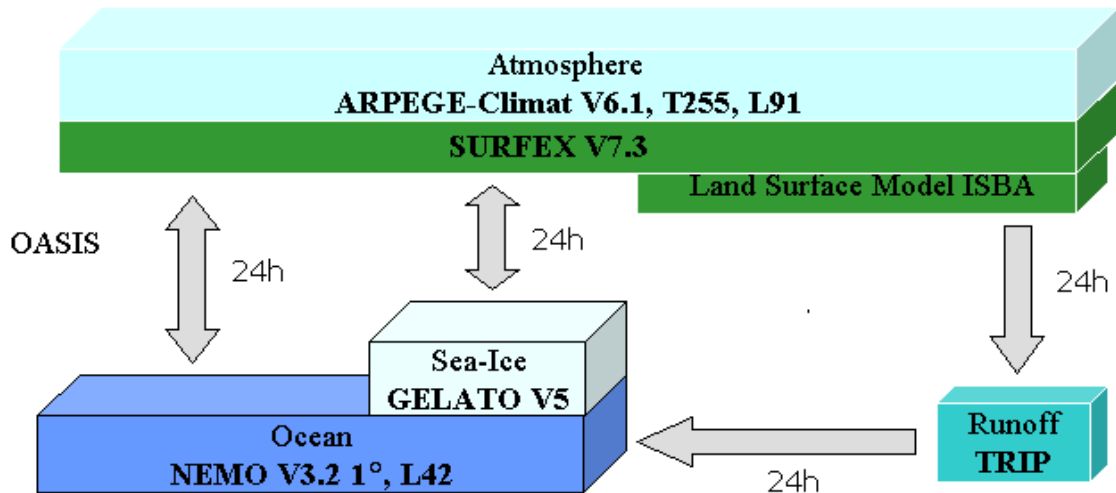 Atmosphere
ARPEGE-Climat V6.1, T255, L91
SURFEX V7.3
Land Surface Model ISBA
OASIS
24h
24h
24h
Sea-Ice
GELATO V5
Ocean
NEMO V3.2 1°, L42
Runoff
TRIP
24h